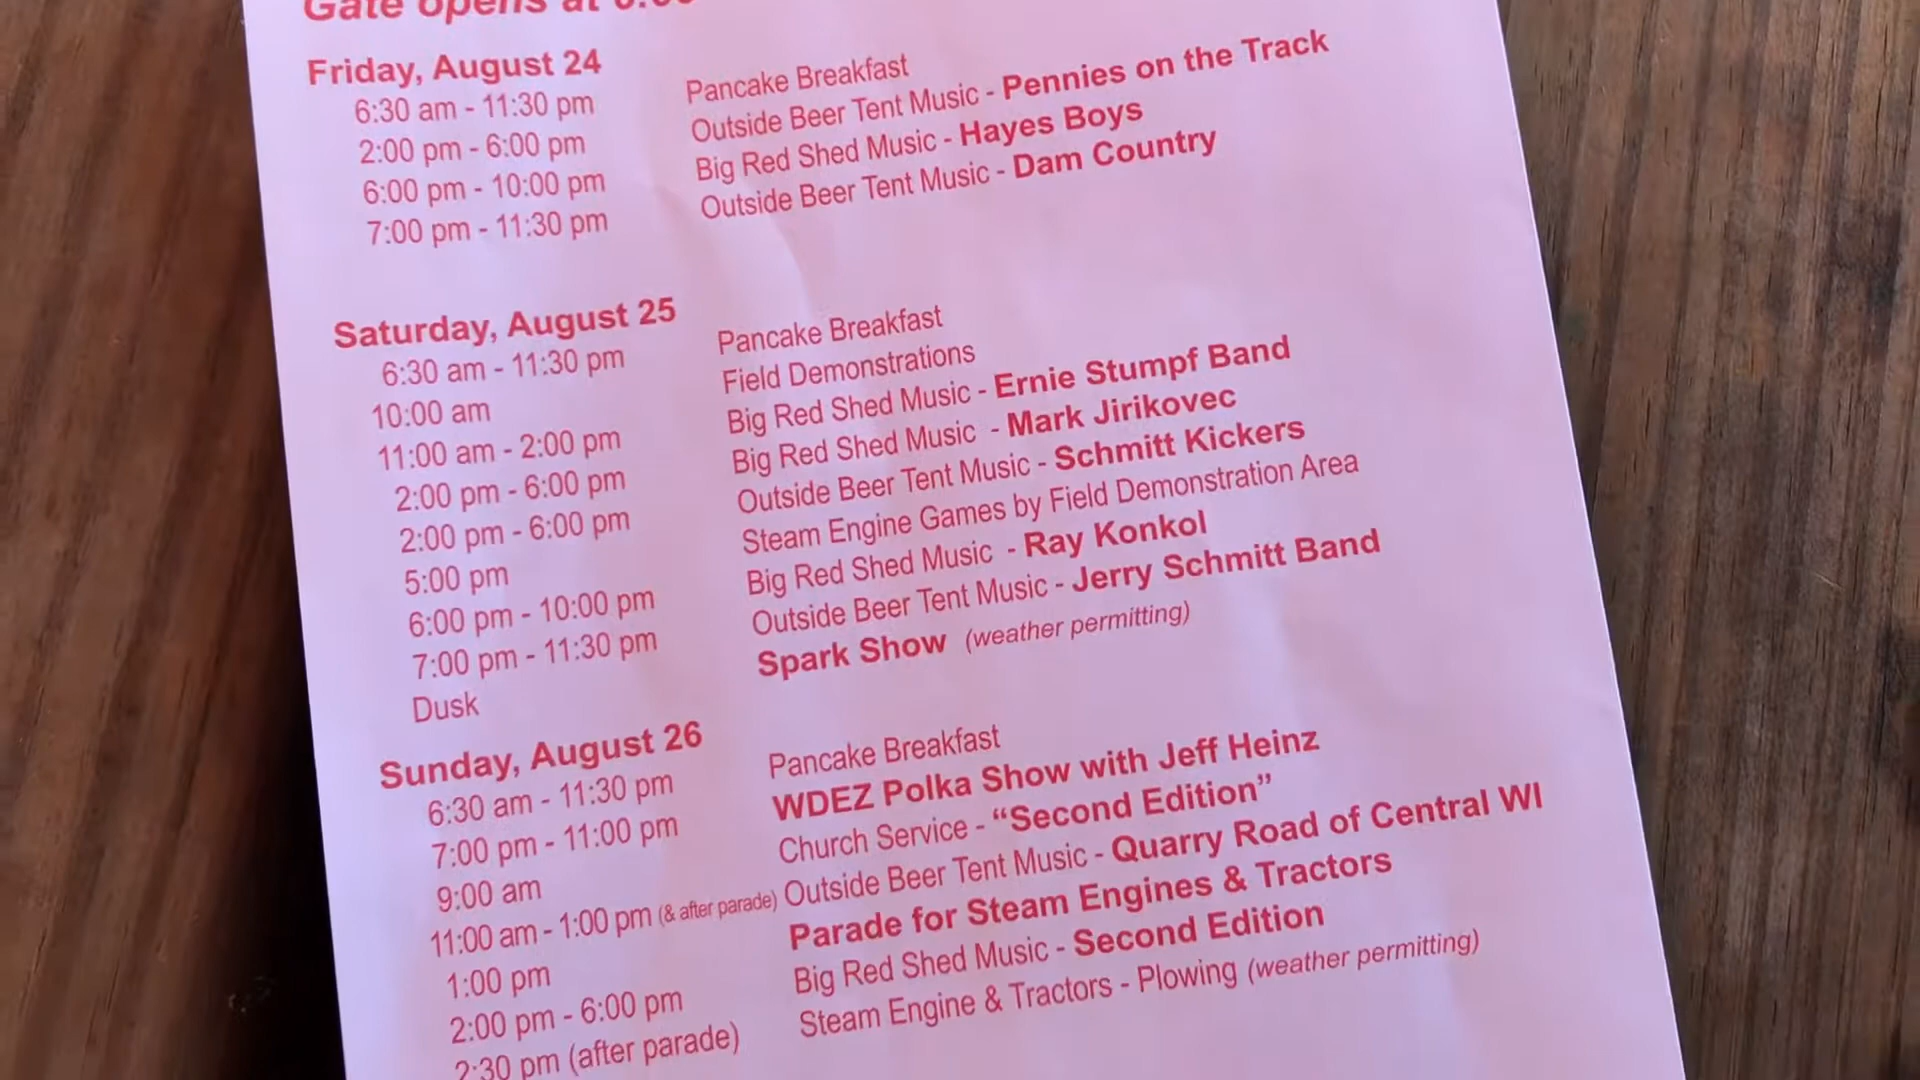 Gate opens at 6:
Friday, August 24
6:30 am - 11:30 pm Pancake Breakfast
2:00 pm - 6:00 pm Outside Beer Tent Music - Pennies on the Track
6:00 pm - 10:00 pm Big Red Shed Music - Hayes Boys
7:00 pm - 11:30 pm Outside Beer Tent Music - Dam Country
Saturday, August 25
6:30 am - 11:30 pm Pancake Breakfast
10:00 am Field Demonstrations
11:00 am - 2:00 pm Big Red Shed Music - Ernie Stumpf Band
2:00 pm - 6:00 pm Big Red Shed Music - Mark Jirikovec
2:00 pm - 6:00 pm Outside Beer Tent Music - Schmitt Kickers
5:00 pm Steam Engine Games by Field Demonstration Area
6:00 pm - 10:00 pm Big Red Shed Music - Ray Konkol
7:00 pm - 11:30 pm Outside Beer Tent Music - Jerry Schmitt Band
Dusk Spark Show (weather permitting)
Sunday, August 26
6:30 am - 11:30 pm Pancake Breakfast
7:00 pm - 11:00 pm WDEZ Polka Show with Jeff Heinz
9:00 am Church Service - “Second Edition”
11:00 am - 1:00 pm (& after parade) Outside Beer Tent Music - Quarry Road of Central WI
1:00 pm Parade for Steam Engines & Tractors
2:00 pm - 6:00 pm Big Red Shed Music - Second Edition
2:30 pm (after parade) Steam Engine & Tractors - Plowing (weather permitting)